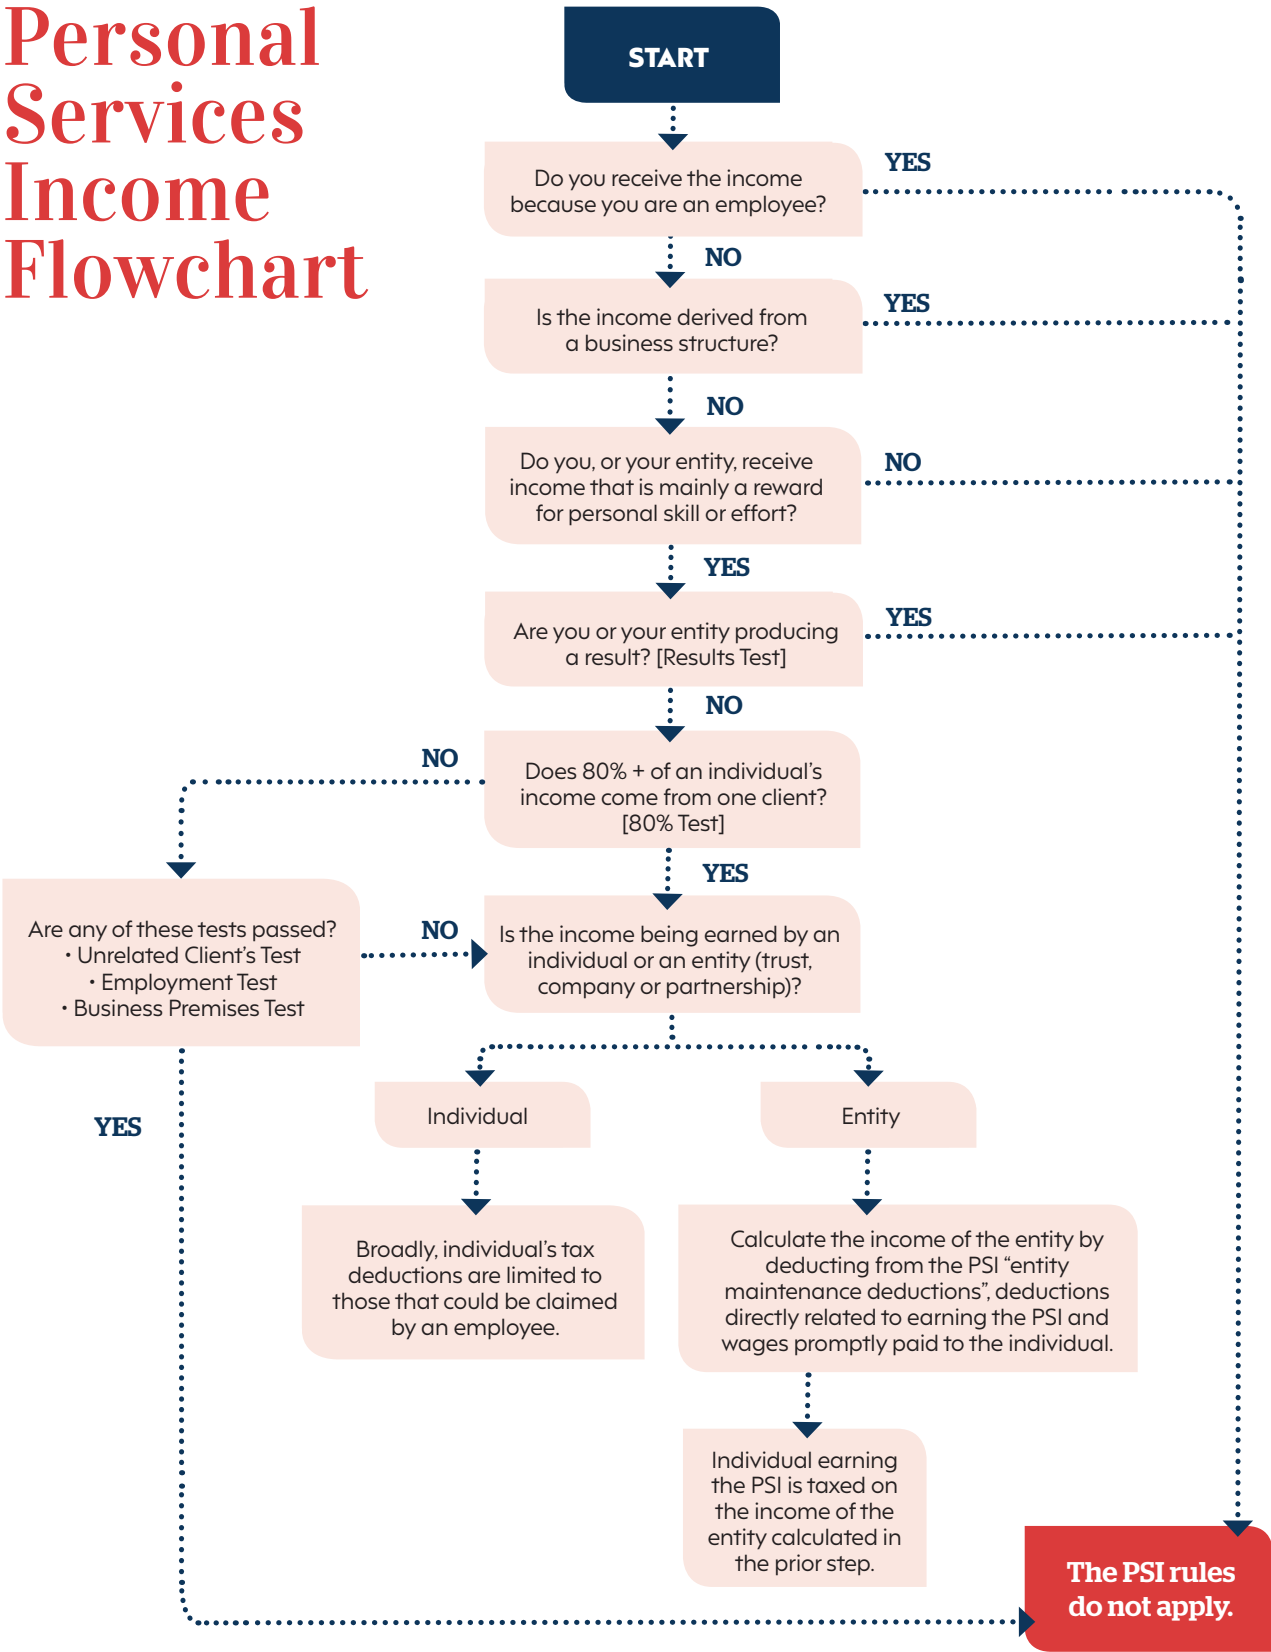 Personal
Services
Income
Flowchart
START
Do you receive the income
because you are an employee?
YES
NO
Is the income derived from
a business structure?
YES
NO
Do you, or your entity, receive
income that is mainly a reward
for personal skill or effort?
NO
YES
Are you or your entity producing
a result? [Results Test]
YES
NO
Does 80% + of an individual's
income come from one client?
[80% Test]
NO
YES
Are any of these tests passed?
• Unrelated Client's Test
• Employment Test
• Business Premises Test
NO
YES
Is the income being earned by an
individual or an entity (trust,
company or partnership)?
Individual
Entity
Broadly, individual's tax
deductions are limited to
those that could be claimed
by an employee.
Calculate the income of the entity by
deducting from the PSI “entity
maintenance deductions”, deductions
directly related to earning the PSI and
wages promptly paid to the individual.
Individual earning
the PSI is taxed on
the income of the
entity calculated in
the prior step.
The PSI rules
do not apply.